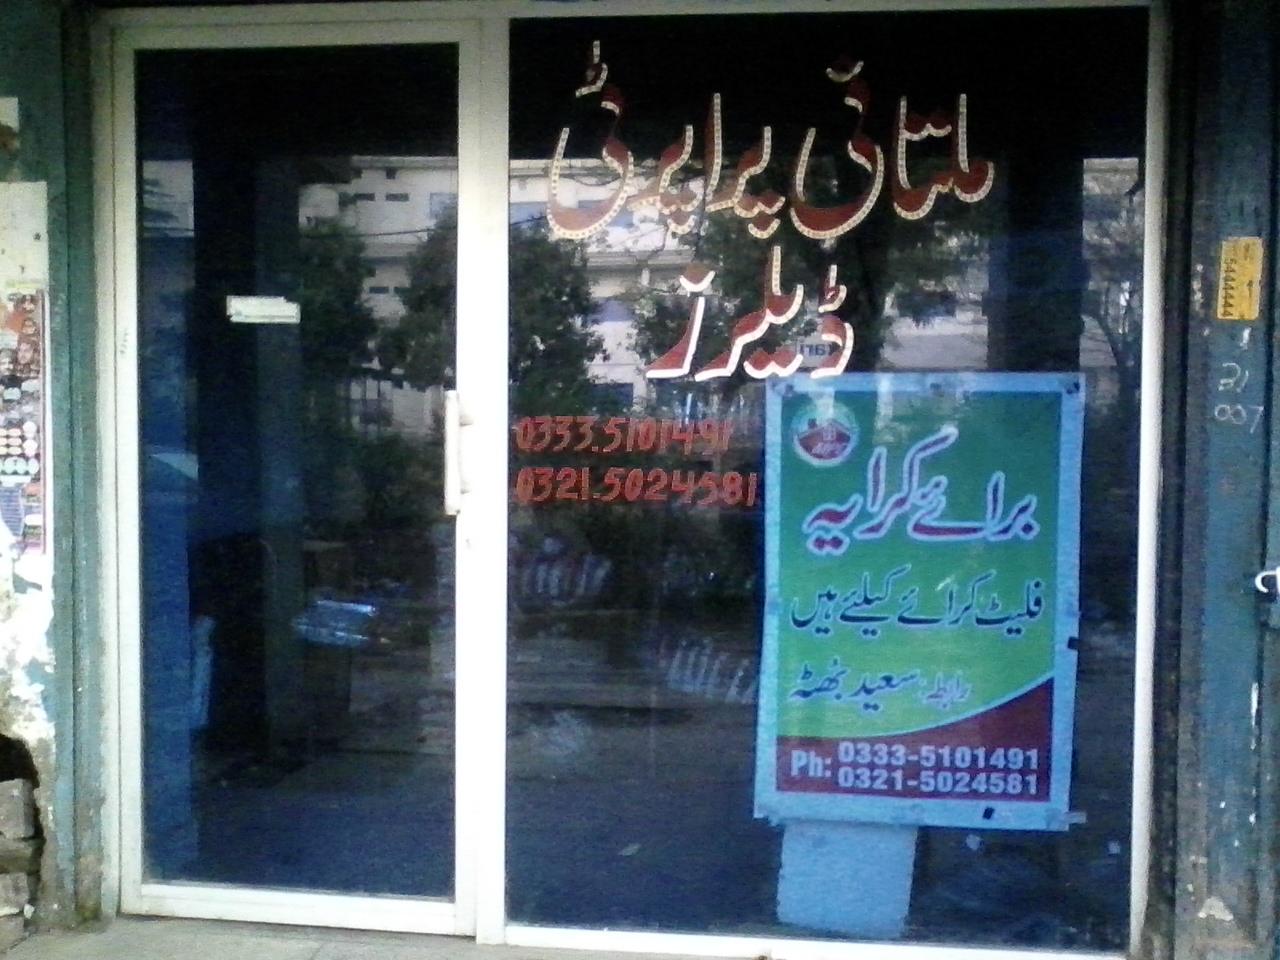 ملتانی پراپرٹی
ڈیلرز
0333.5101491
0321.5024581
برائے کرایہ
فلیٹ کرائے کیلئے ہیں
رابطہ: سعید بھٹہ
Ph: 0333-5101491
0321-5024581
5444444